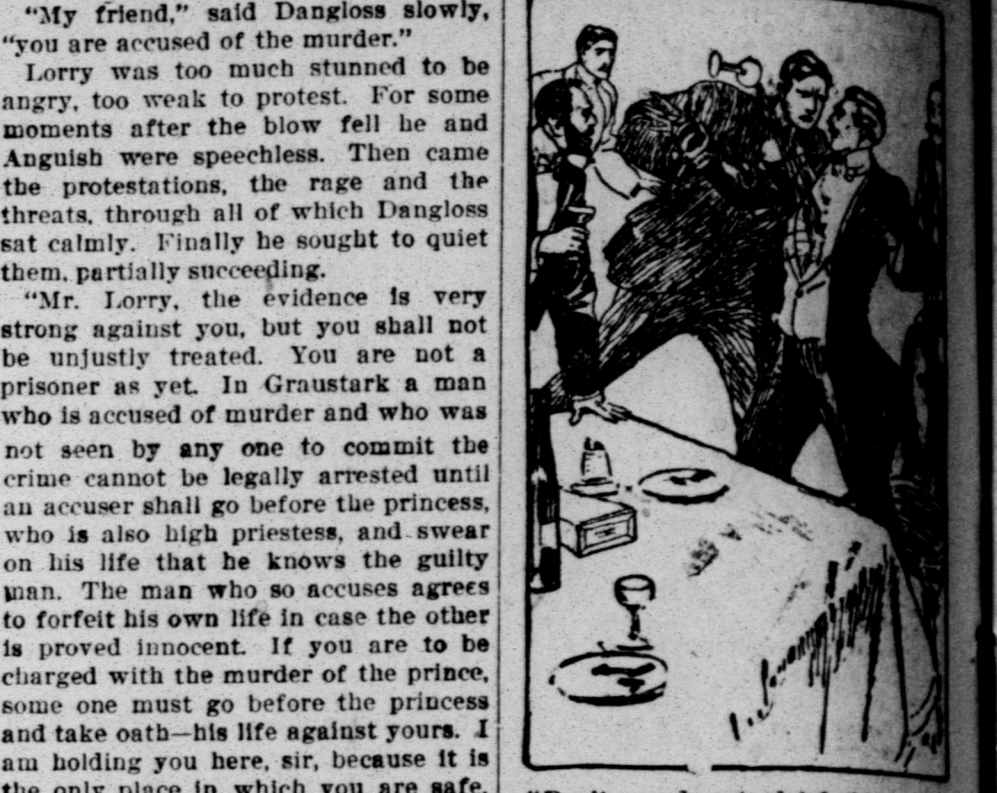 "My friend," said Dangloss slowly,
"you are accused of the murder."
Lorry was too much stunned to be
angry, too weak to protest. For some
moments after the blow fell he and
Anguish were speechless. Then came
the protestations, the rage and the
threats, through all of which Dangloss
sat calmly. Finally he sought to quiet
them, partially succeeding.
"Mr. Lorry, the evidence is very
strong against you, but you shall not
be unjustly treated. You are not a
prisoner as yet. In Graustark a man
who is accused of murder and who was
not seen by any one to commit the
crime cannot be legally arrested until
an accuser shall go before the princess,
who is also high priestess, and swear
on his life that he knows the guilty
man. The man who so accuses agrees
to forfeit his own life in case the other
is proved innocent. If you are to be
charged with the murder of the prince,
some one must go before the princess
and take oath—his life against yours. I
am holding you here, sir, because it is
the only place in which you are safe.